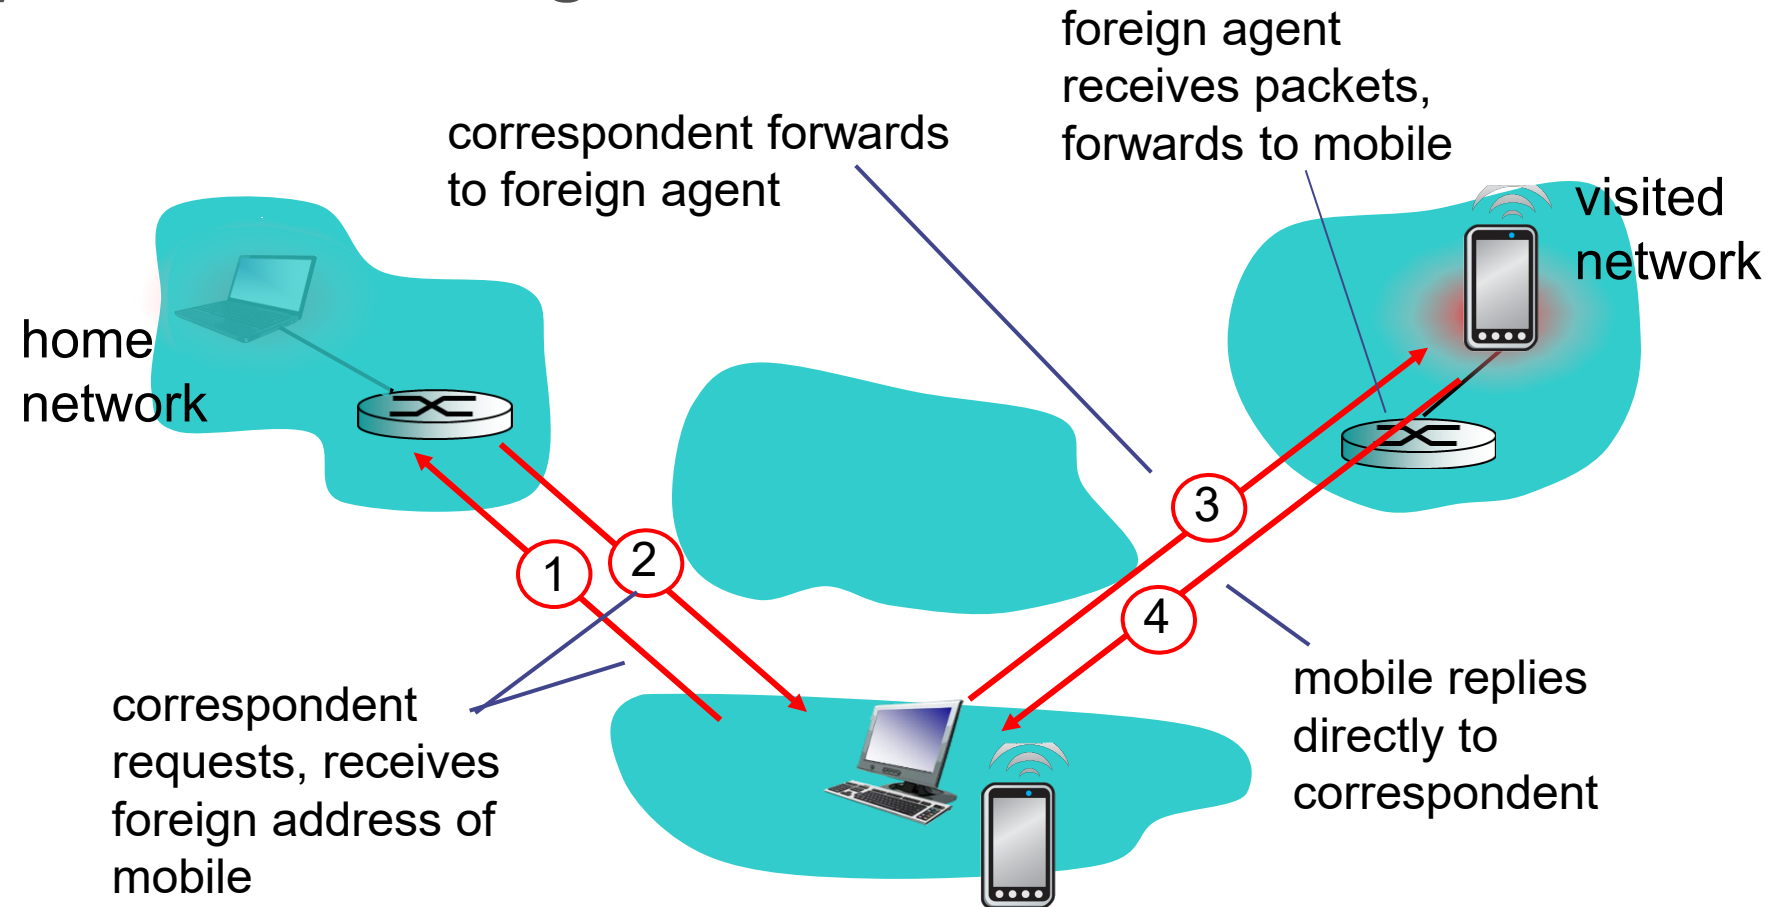 foreign agent
receives packets,
forwards to mobile
correspondent forwards
to foreign agent
visited
network
home
network
3
2
1
4
correspondent
requests, receives
foreign address of
mobile
mobile replies
directly to
correspondent